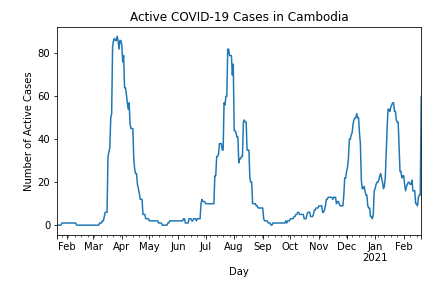 Active COVID-19 Cases in Cambodia
Number of Active Cases
80
60
40
20
0
Feb Mar Apr May Jun Jul Aug Sep Oct Nov Dec Jan Feb
2021
Day